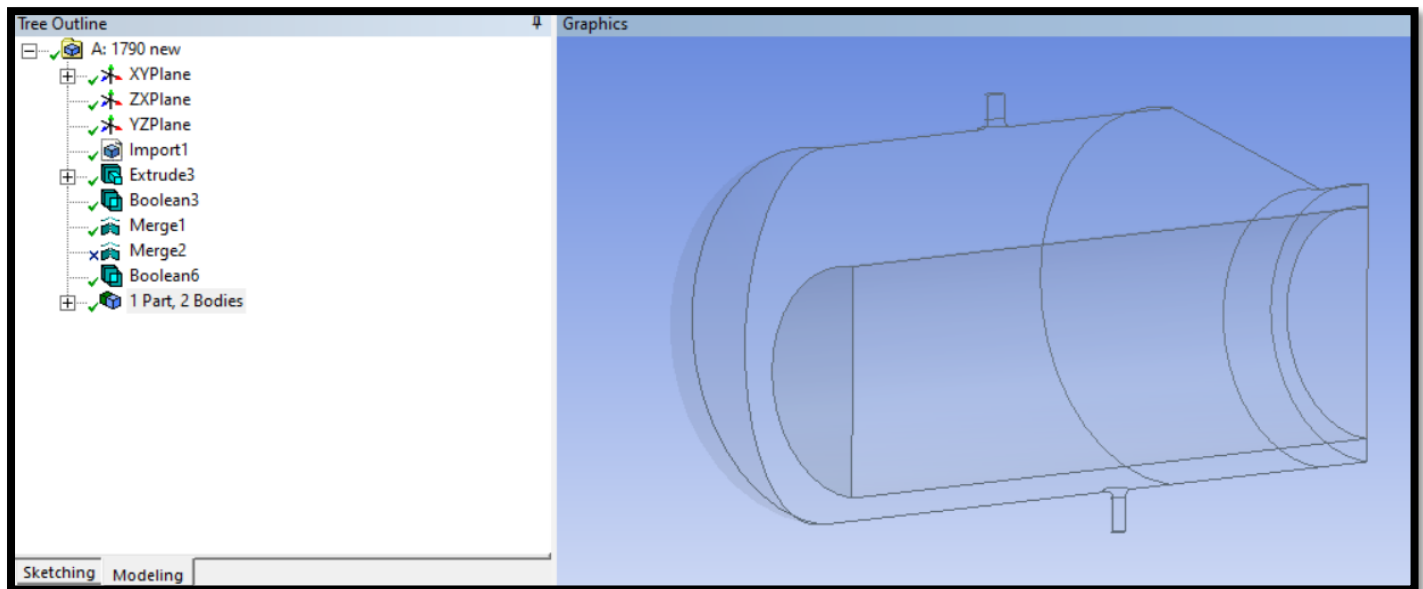 Tree Outline
Graphics
A: 1790 new
XYPlane
ZXPlane
YZPlane
Import1
Extrude3
Boolean3
Merge1
Merge2
Boolean6
1 Part, 2 Bodies
Sketching
Modeling